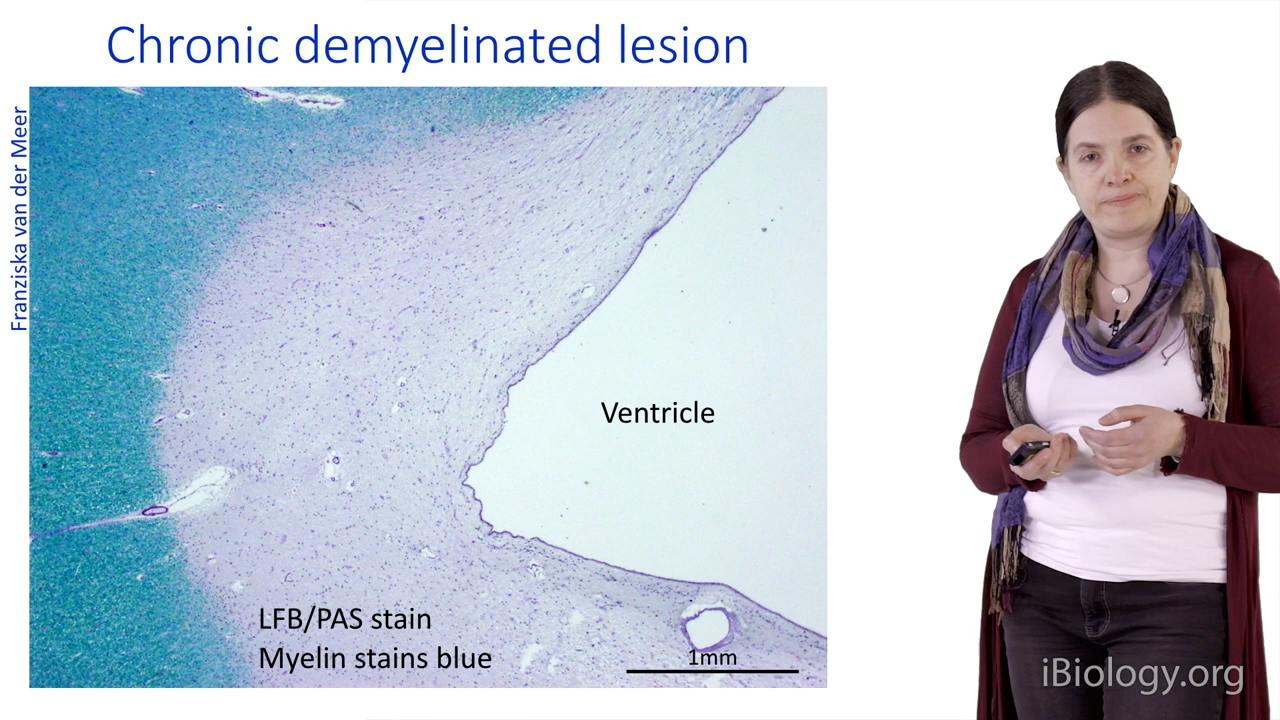 Chronic demyelinated lesion
Franziska van der Meer
Ventricle
LFB/PAS stain
Myelin stains blue
1mm
iBiology.org